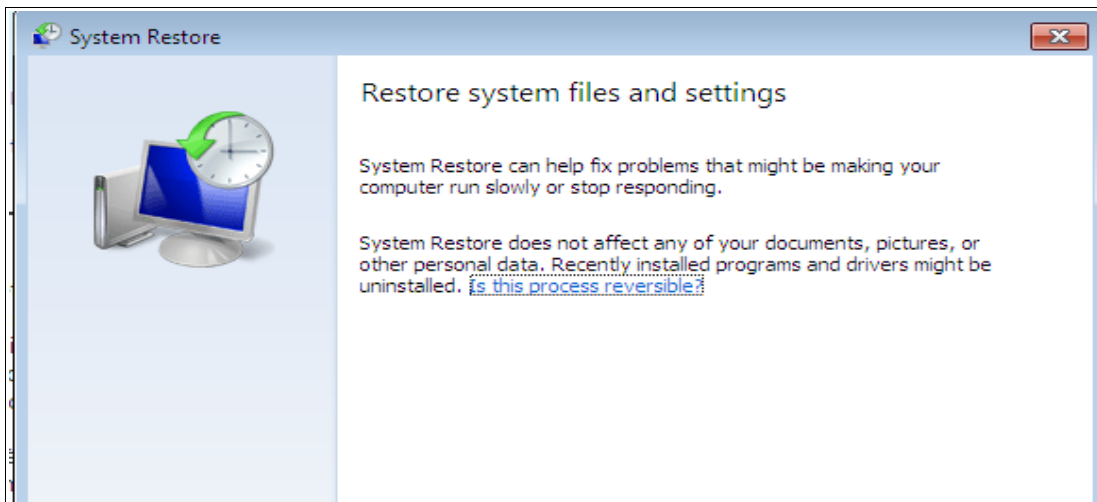 System Restore
Restore system files and settings
System Restore can help fix problems that might be making your
computer run slowly or stop responding.
System Restore does not affect any of your documents, pictures, or
other personal data. Recently installed programs and drivers might be
uninstalled. Is this process reversible?